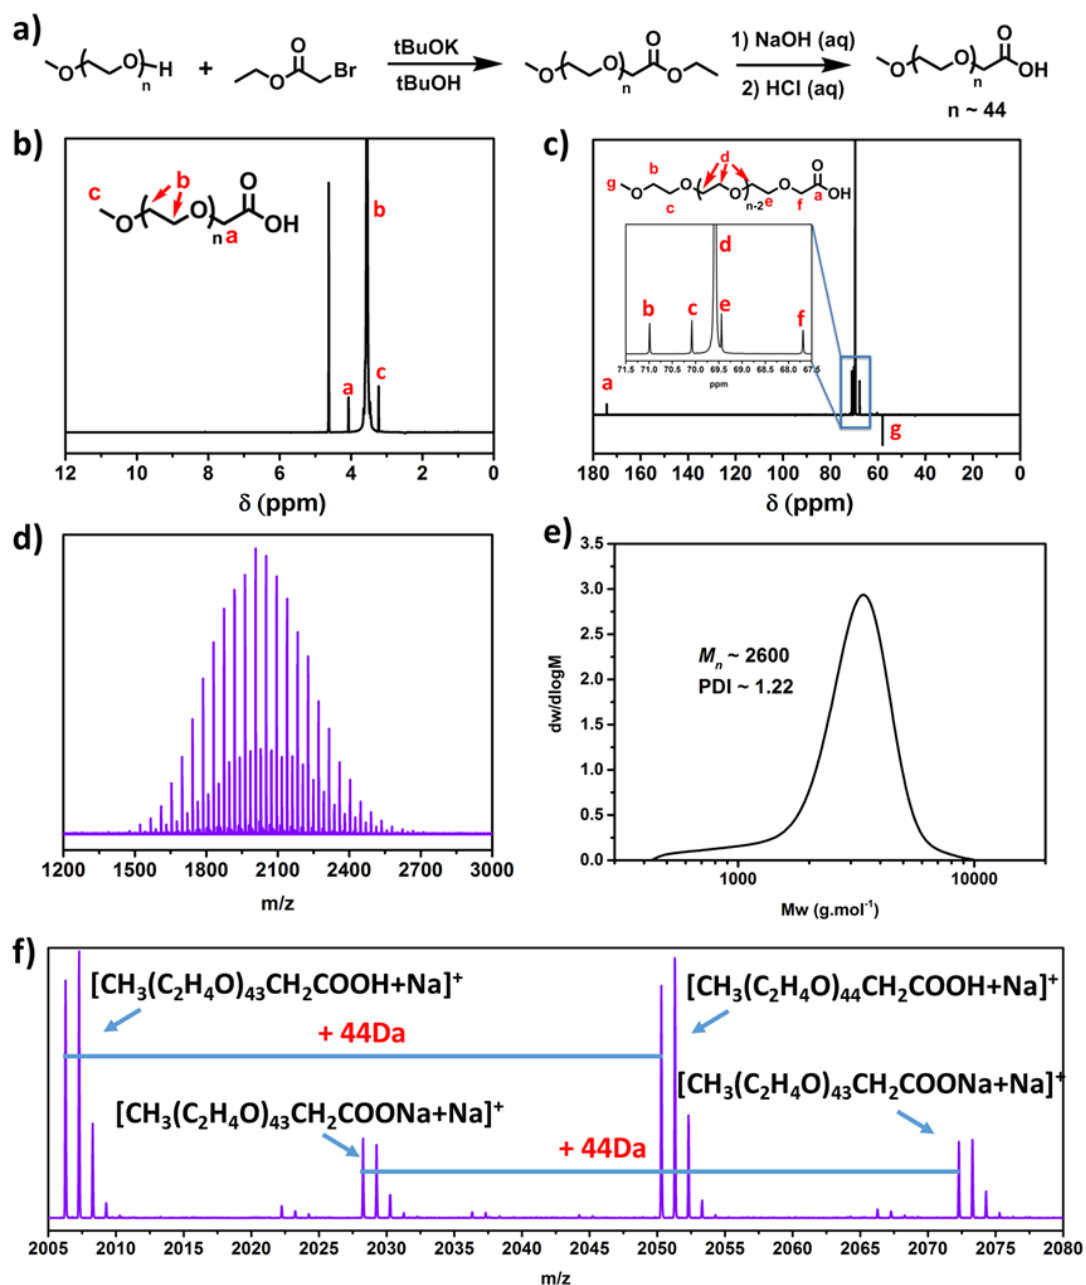 a)
O O H n + O O Br tBuOK tBuOH O O n O O 1) NaOH (aq) 2) HCl (aq) O O n O OH
n ~ 44
b)
c b O O O OH n a
b
a
c
12 10 8 6 4 2 0
δ (ppm)
c)
g b O c O d O n-2 e O f O a OH
d
b c e f
71.5 71.0 70.5 70.0 69.5 69.0 68.5 68.0 67.5
ppm
a
g
180 160 140 120 100 80 60 40 20 0
δ (ppm)
d)
1200 1500 1800 2100 2400 2700 3000
m/z
e)
3.5
3.0
2.5
2.0
1.5
1.0
0.5
0.0
dw/dlogM
Mn ~ 2600
PDI ~ 1.22
1000 10000
Mw (g.mol-1)
f)
[CH3(C2H4O)43CH2COOH+Na]+
[CH3(C2H4O)44CH2COOH+Na]+
+ 44Da
[CH3(C2H4O)43CH2COONa+Na]+
[CH3(C2H4O)43CH2COONa+Na]+
+ 44Da
2005 2010 2015 2020 2025 2030 2035 2040 2045 2050 2055 2060 2065 2070 2075 2080
m/z